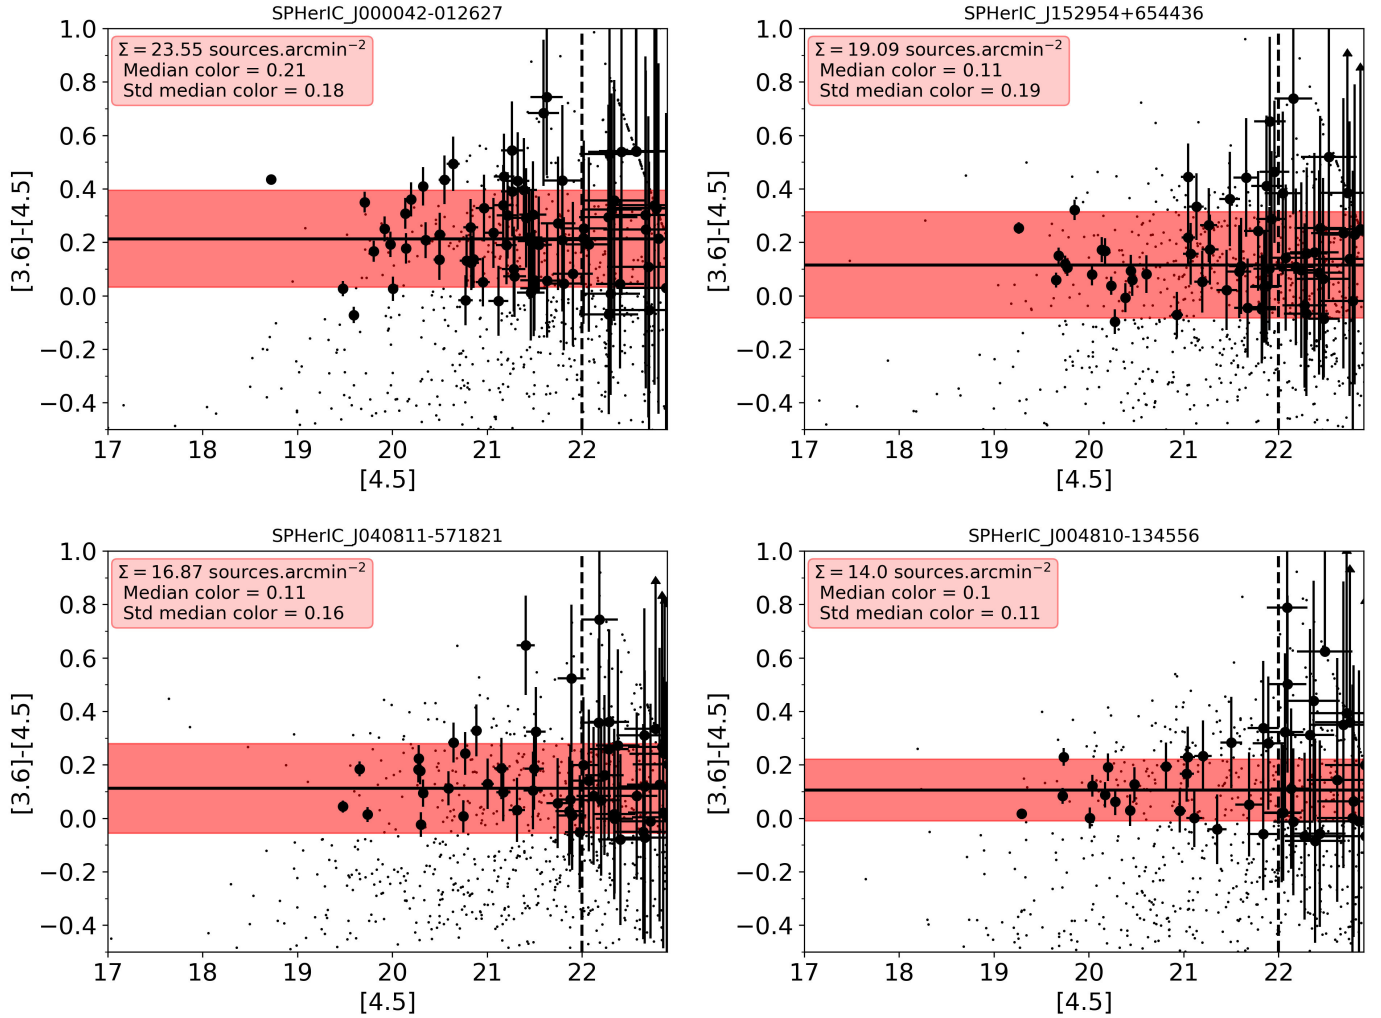 SPHerIC_J000042-012627
Σ = 23.55 sources.arcmin⁻²
Median color = 0.21
Std median color = 0.18
1.0
0.8
0.6
0.4
0.2
0.0
−0.2
−0.4
[3.6]-[4.5]
17 18 19 20 21 22
[4.5]
SPHerIC_J152954+654436
Σ = 19.09 sources.arcmin⁻²
Median color = 0.11
Std median color = 0.19
1.0
0.8
0.6
0.4
0.2
0.0
−0.2
−0.4
[3.6]-[4.5]
17 18 19 20 21 22
[4.5]
SPHerIC_J040811-571821
Σ = 16.87 sources.arcmin⁻²
Median color = 0.11
Std median color = 0.16
1.0
0.8
0.6
0.4
0.2
0.0
−0.2
−0.4
[3.6]-[4.5]
17 18 19 20 21 22
[4.5]
SPHerIC_J004810-134556
Σ = 14.0 sources.arcmin⁻²
Median color = 0.1
Std median color = 0.11
1.0
0.8
0.6
0.4
0.2
0.0
−0.2
−0.4
[3.6]-[4.5]
17 18 19 20 21 22
[4.5]